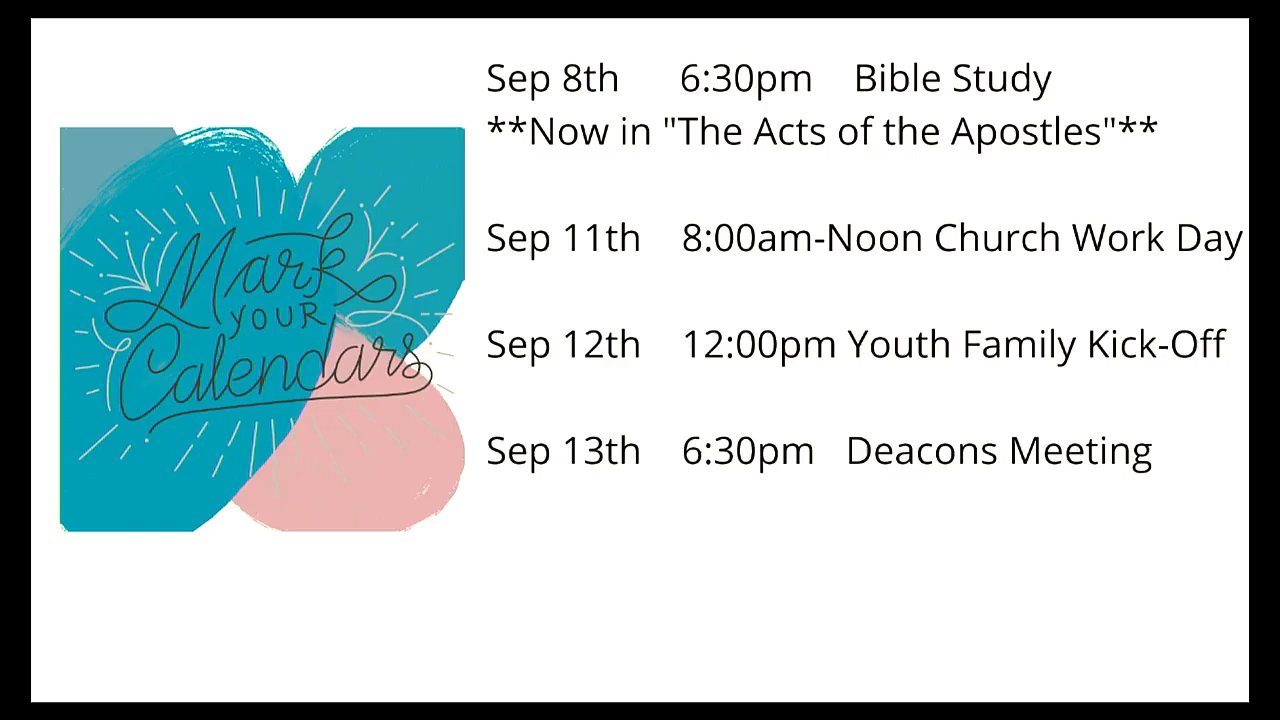 Mark
YOUR
Calendars
Sep 8th 6:30pm Bible Study
**Now in "The Acts of the Apostles"**
Sep 11th 8:00am-Noon Church Work Day
Sep 12th 12:00pm Youth Family Kick-Off
Sep 13th 6:30pm Deacons Meeting